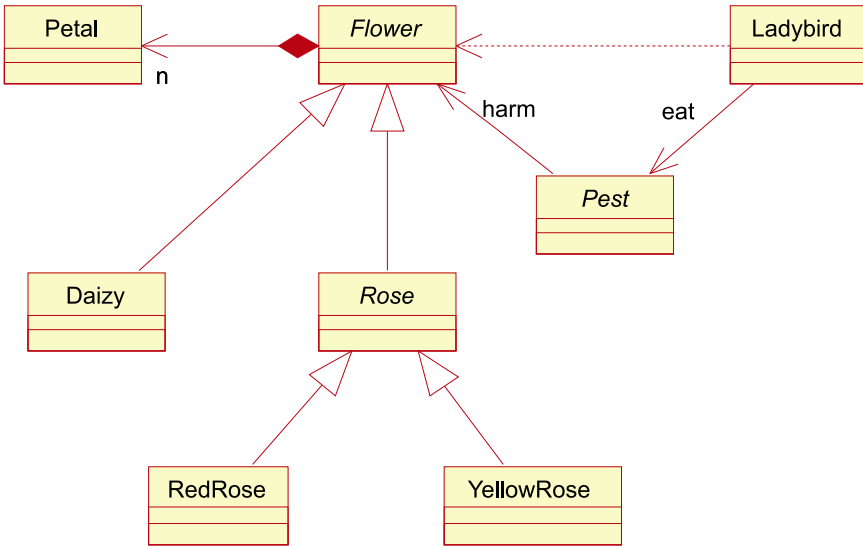 Petal
Flower
Ladybird
n
harm
eat
Pest
Daizy
Rose
RedRose
YellowRose